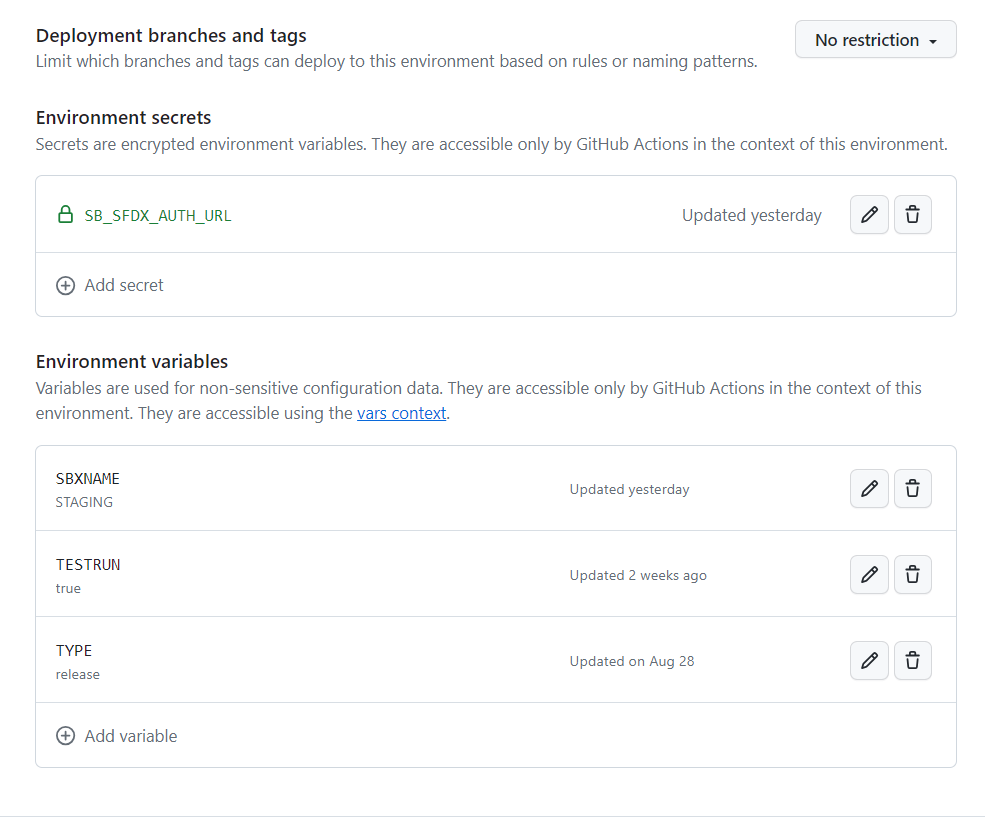 Deployment branches and tags
No restriction
Limit which branches and tags can deploy to this environment based on rules or naming patterns.
Environment secrets
Secrets are encrypted environment variables. They are accessible only by GitHub Actions in the context of this environment.
SB_SFDX_AUTH_URL
Updated yesterday
Add secret
Environment variables
Variables are used for non-sensitive configuration data. They are accessible only by GitHub Actions in the context of this
environment. They are accessible using the vars context.
SBXNAME
STAGING
Updated yesterday
TESTRUN
true
Updated 2 weeks ago
TYPE
release
Updated on Aug 28
Add variable